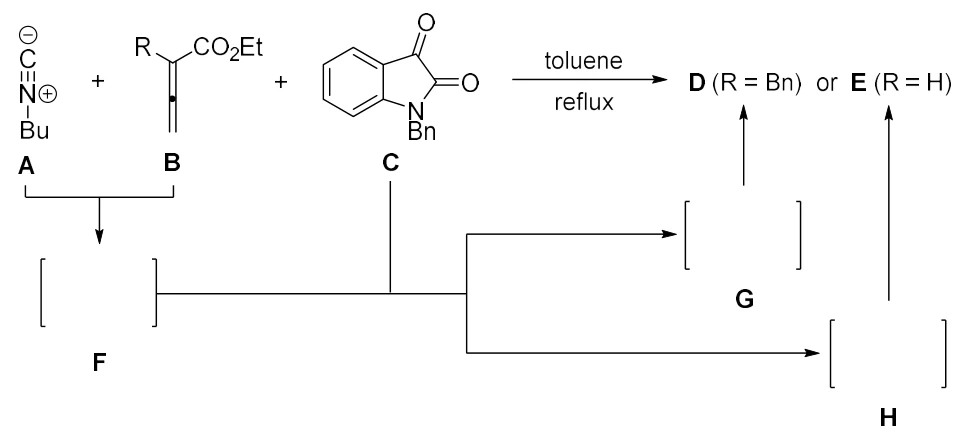 ⊖
C
N ⊕
Bu
A
+
R CO2Et
B
+
O
O
N
Bn
C
toluene
reflux
D (R = Bn) or E (R = H)
F
G
H